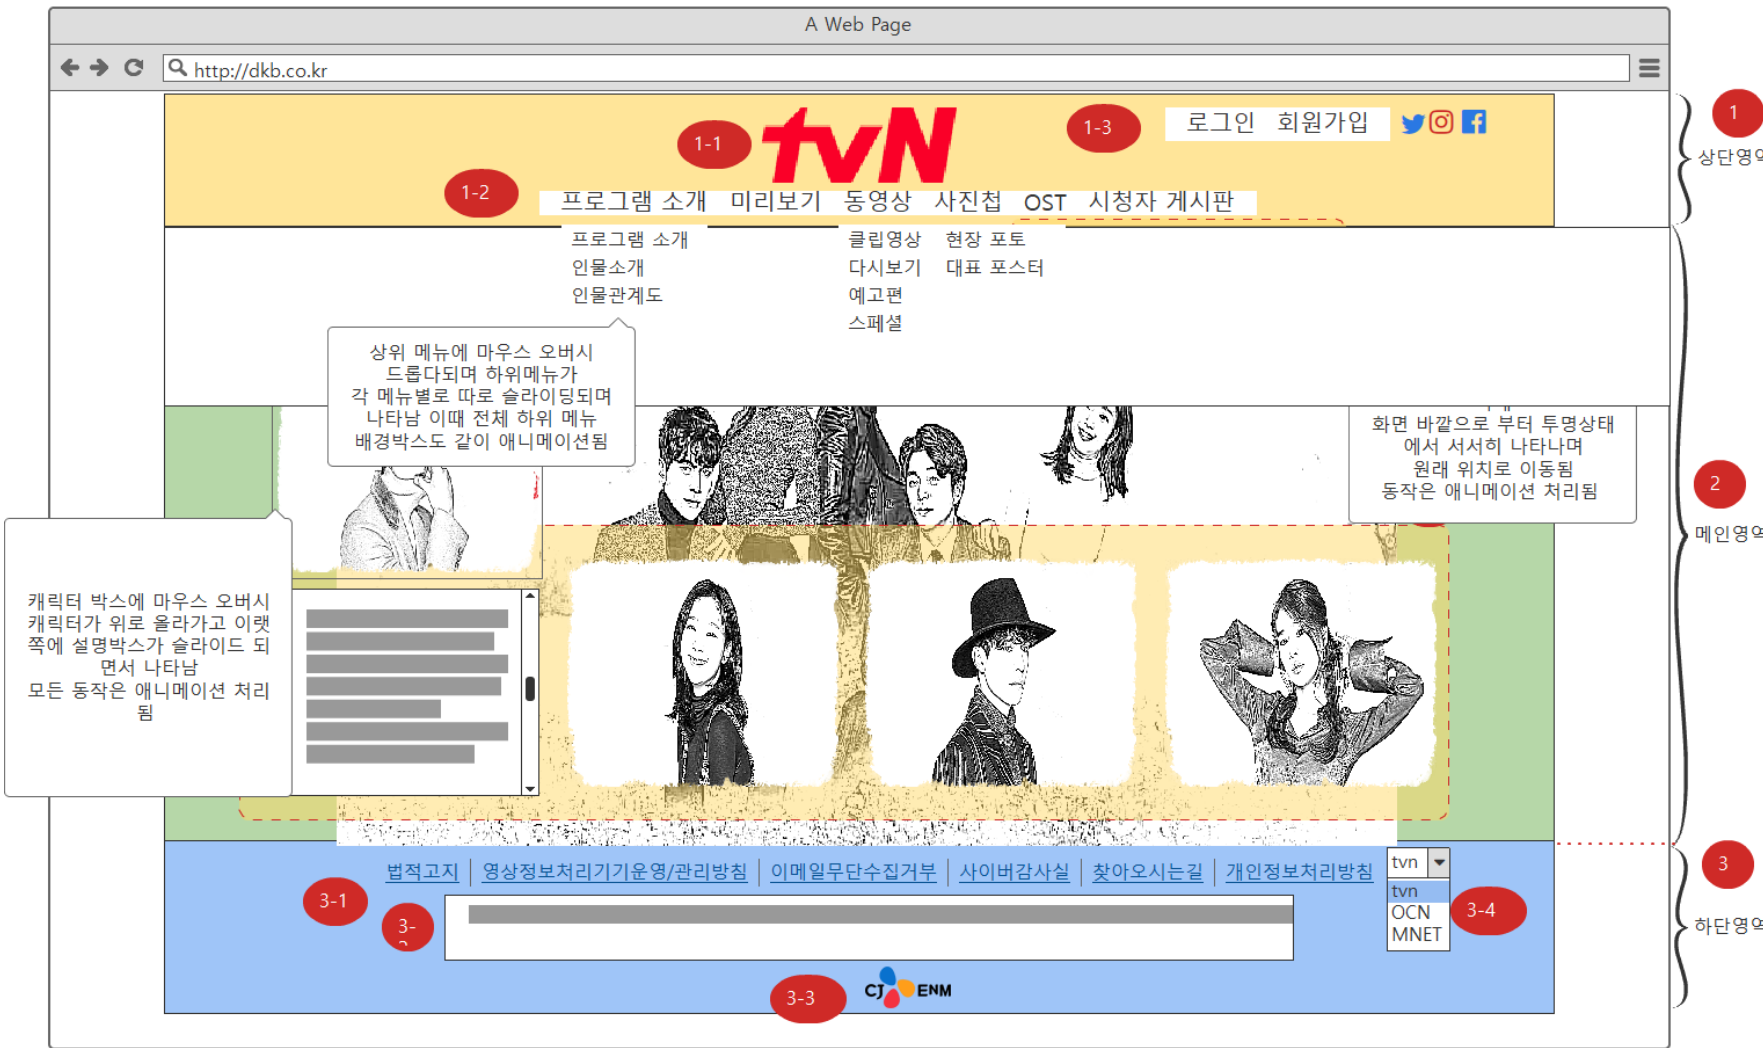 A Web Page
http://dkb.co.kr
1-1
tvN
1-3
로그인 회원가입
1
상단영역
1-2
프로그램 소개 미리보기 동영상 사진첩 OST 시청자 게시판
프로그램 소개 클립영상 현장 포토
인물소개 다시보기 대표 포스터
인물관계도 예고편
스페셜
상위 메뉴에 마우스 오버시
드롭다되며 하위메뉴가
각 메뉴별로 따로 슬라이딩되며
나타남 이때 전체 하위 메뉴
배경박스도 같이 애니메이션됨
화면 바깥으로 부터 투명상태
에서 서서히 나타나며
원래 위치로 이동됨
동작은 애니메이션 처리됨
2
메인영역
캐릭터 박스에 마우스 오버시
캐릭터가 위로 올라가고 이랫
쪽에 설명박스가 슬라이드 되
면서 나타남
모든 동작은 애니메이션 처리
됨
법적고지 영상정보처리기기운영/관리방침 이메일무단수집거부 사이버감사실 찾아오시는길 개인정보처리방침
tvn
tvn
OCN
MNET
3
하단영역
3-1
3-
3-4
3-3
CJ ENM